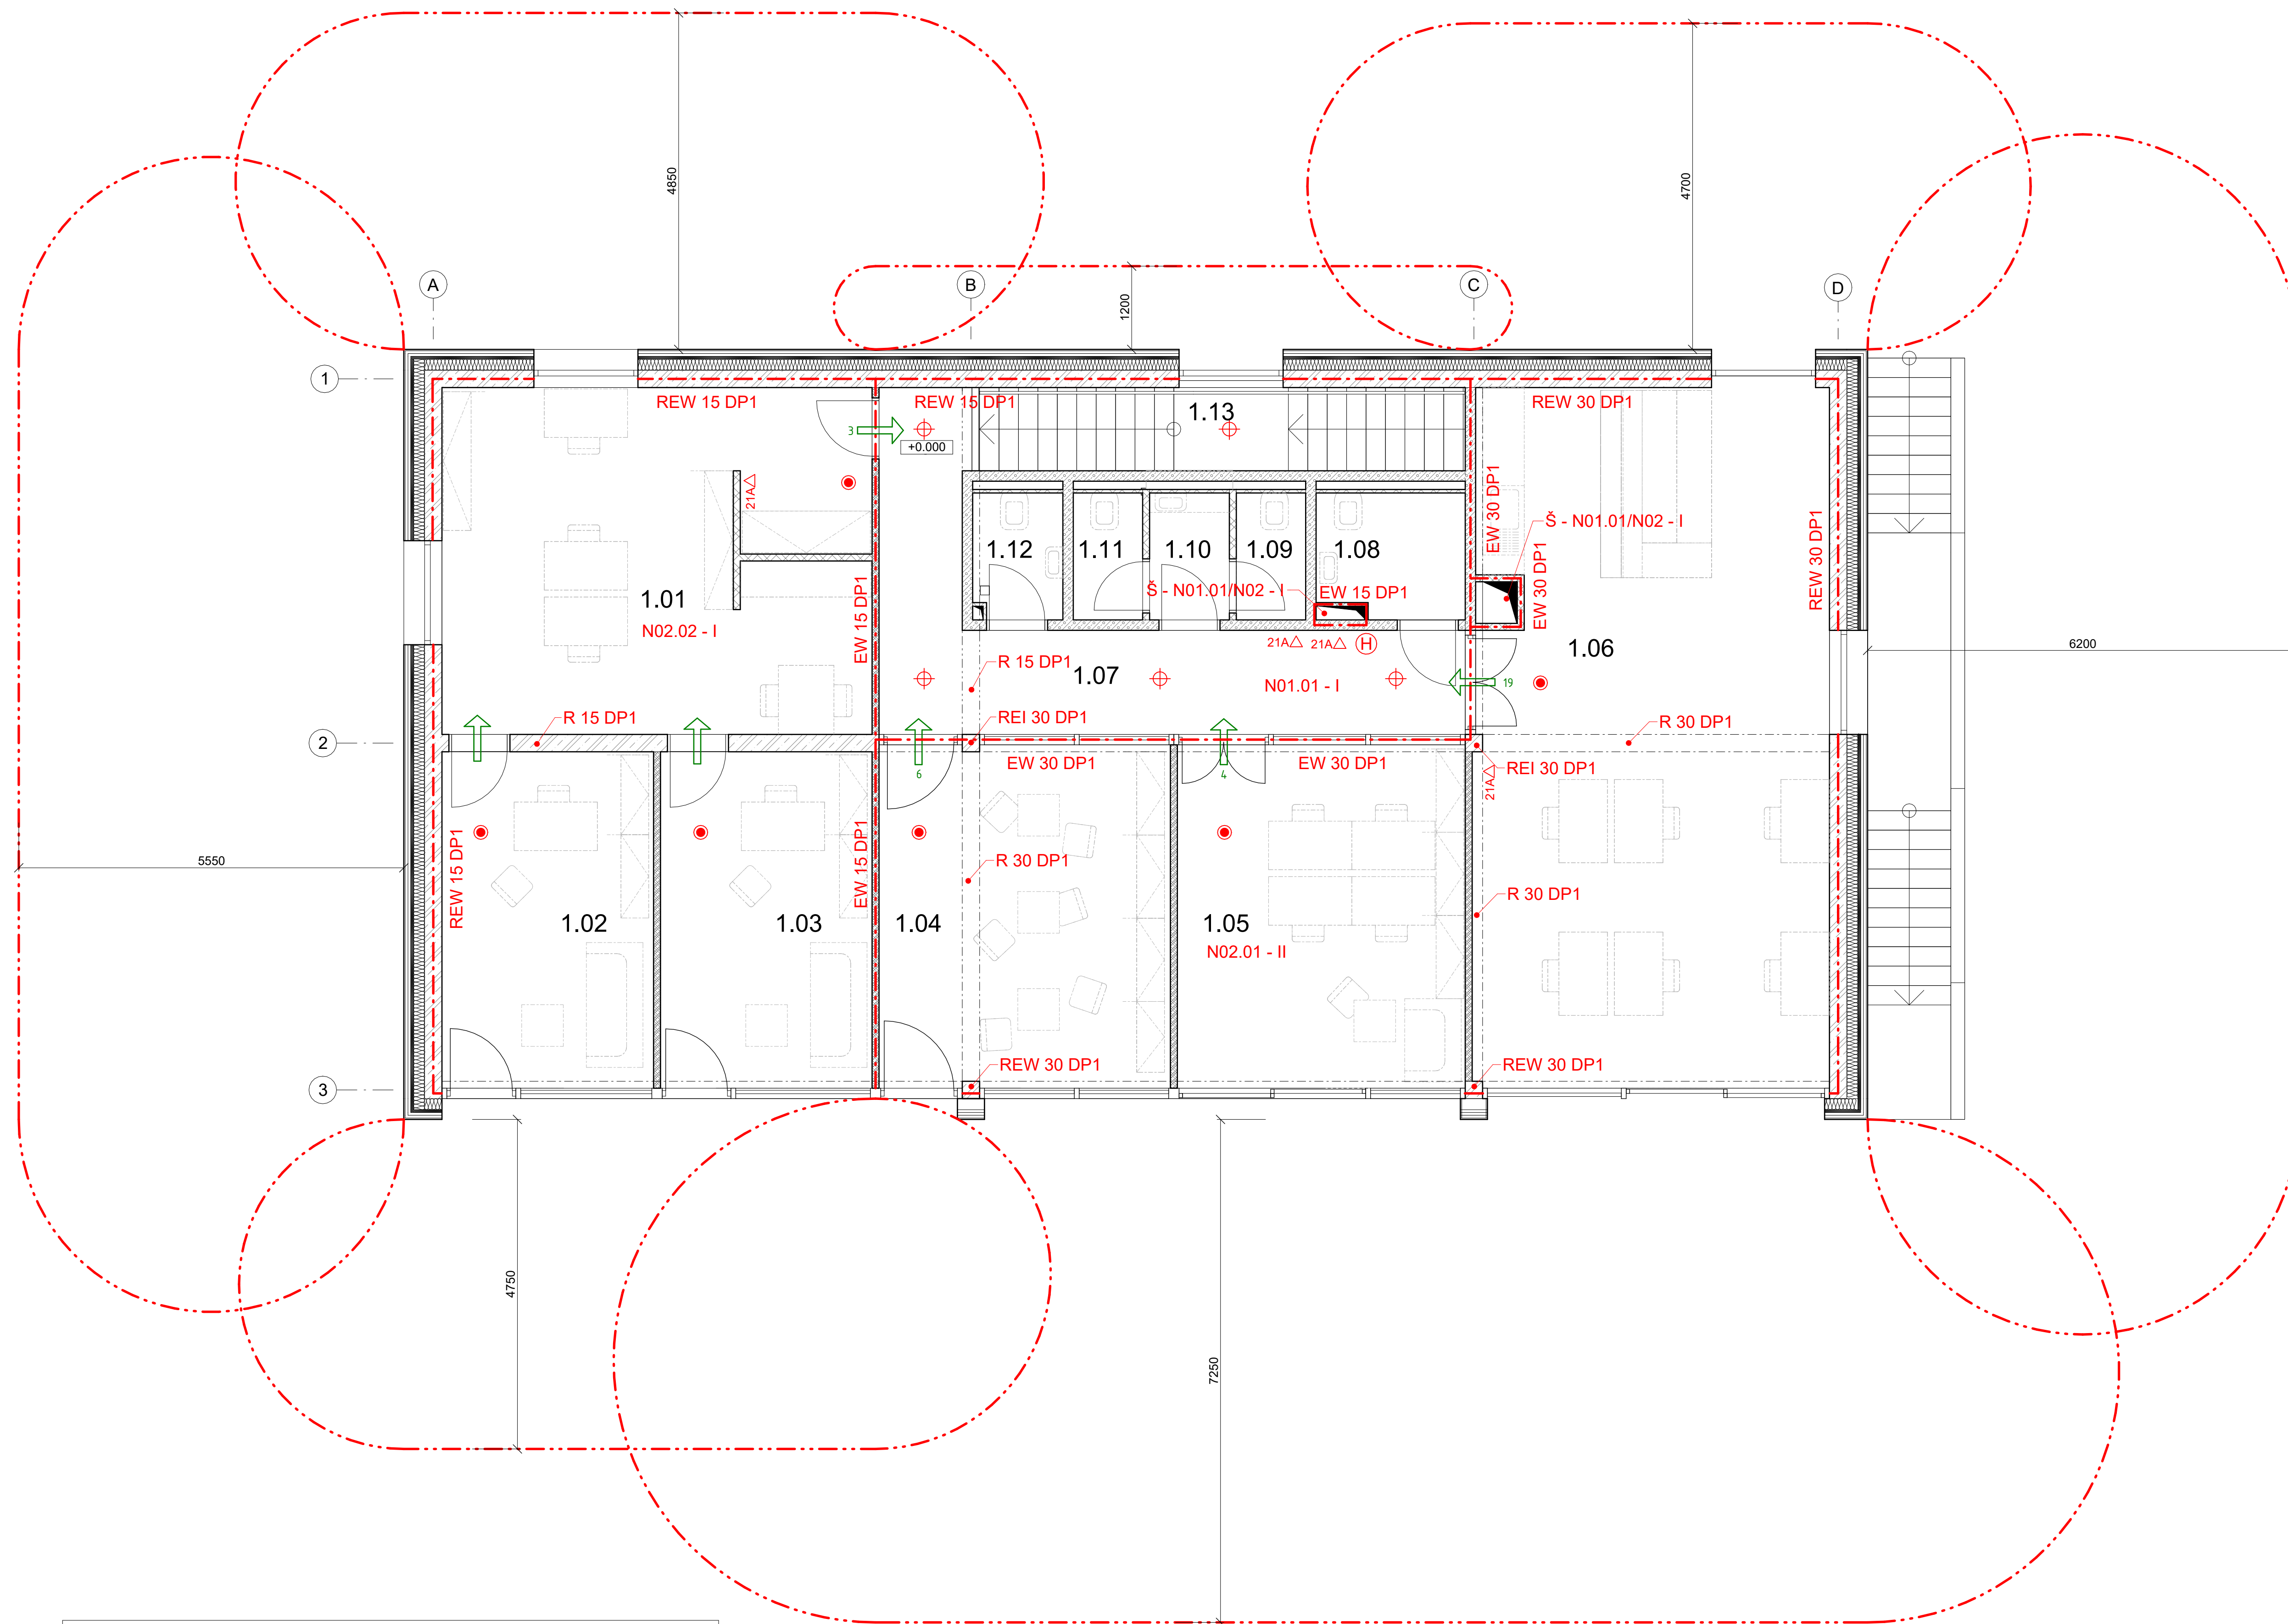 4850
4700
1200
A
B
C
D
1
REW 15 DP1
REW 15 DP1
1.13
REW 30 DP1
3
+0.000
21A
EW 30 DP1
Š - N01.01/N02 - I
EW 30 DP1
REW 30 DP1
1.12
1.11
1.10
1.09
1.08
1.01
N02.02 - I
EW 15 DP1
Š - N01.01/N02 - I
EW 15 DP1
21A
21A
H
1.06
6200
R 15 DP1
1.07
N01.01 - I
19
R 15 DP1
REI 30 DP1
R 30 DP1
2
EW 30 DP1
EW 30 DP1
REI 30 DP1
6
4
21A
REW 15 DP1
EW 15 DP1
5550
R 30 DP1
R 30 DP1
1.02
1.03
1.04
1.05
N02.01 - II
REW 30 DP1
REW 30 DP1
3
4750
7250